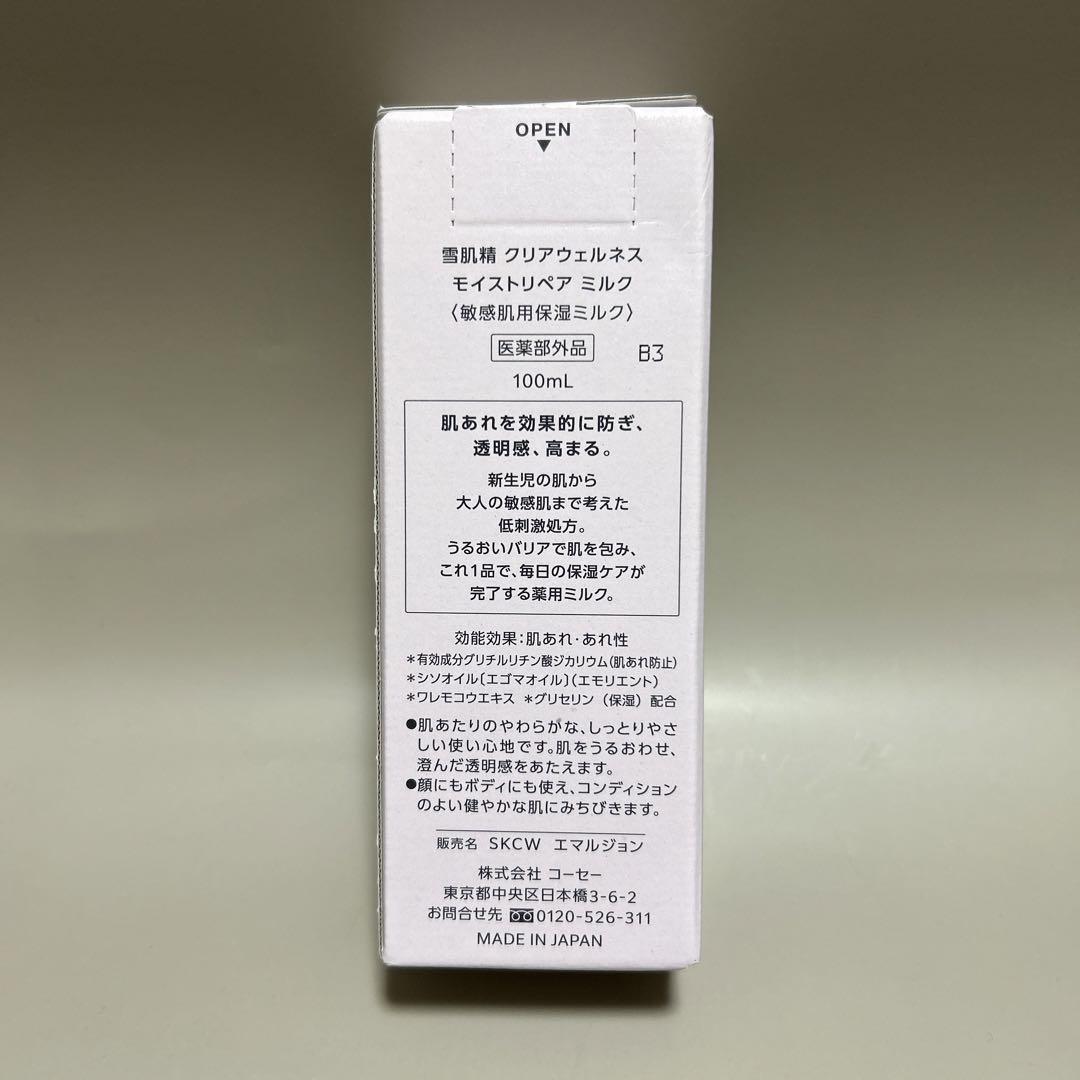 OPEN
▼
雪肌精 クリアウェルネス
モイストリペア ミルク
〈敏感肌用保湿ミルク〉
医薬部外品 B3
100mL
肌あれを効果的に防ぎ、
透明感、高まる。
新生児の肌から
大人の敏感肌まで考えた
低刺激処方。
うるおいバリアで肌を包み、
これ1品で、毎日の保湿ケアが
完了する薬用ミルク。
効能効果：肌あれ・あれ性
＊有効成分グリチルリチン酸ジカリウム（肌あれ防止）
＊シソオイル〔エゴマオイル〕（エモリエント）
＊ワレモコウエキス ＊グリセリン（保湿）配合
●肌あたりのやわらかな、しっとりやさ
しい使い心地です。肌をうるおわせ、
澄んだ透明感をあたえます。
●顔にもボディにも使え、コンディション
のよい健やかな肌にみちびきます。
販売名 SKCW エマルジョン
株式会社 コーセー
東京都中央区日本橋3-6-2
お問合せ先 0120-526-311
MADE IN JAPAN